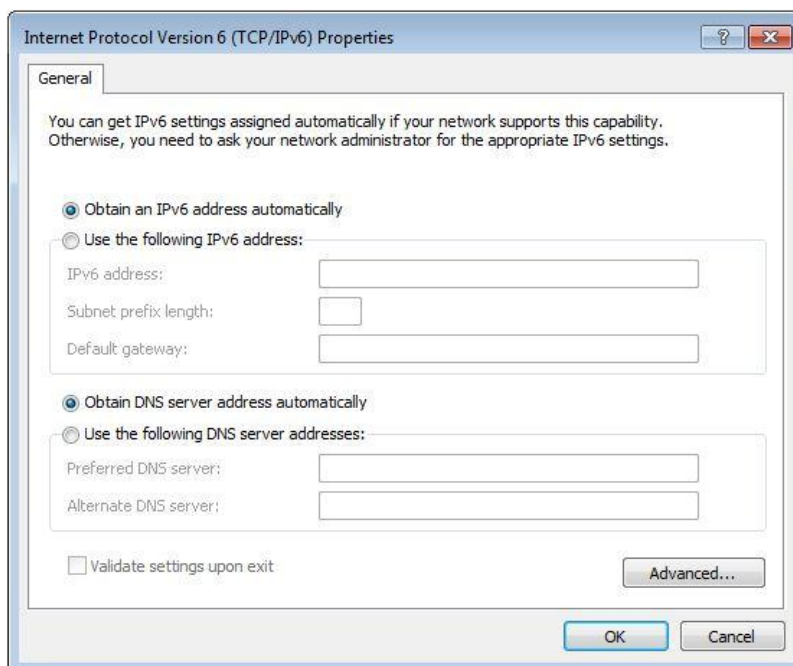 Internet Protocol Version 6 (TCP/IPv6) Properties
General
You can get IPv6 settings assigned automatically if your network supports this capability.
Otherwise, you need to ask your network administrator for the appropriate IPv6 settings.
Obtain an IPv6 address automatically
Use the following IPv6 address:
IPv6 address:
Subnet prefix length:
Default gateway:
Obtain DNS server address automatically
Use the following DNS server addresses:
Preferred DNS server:
Alternate DNS server:
Validate settings upon exit
Advanced...
OK
Cancel